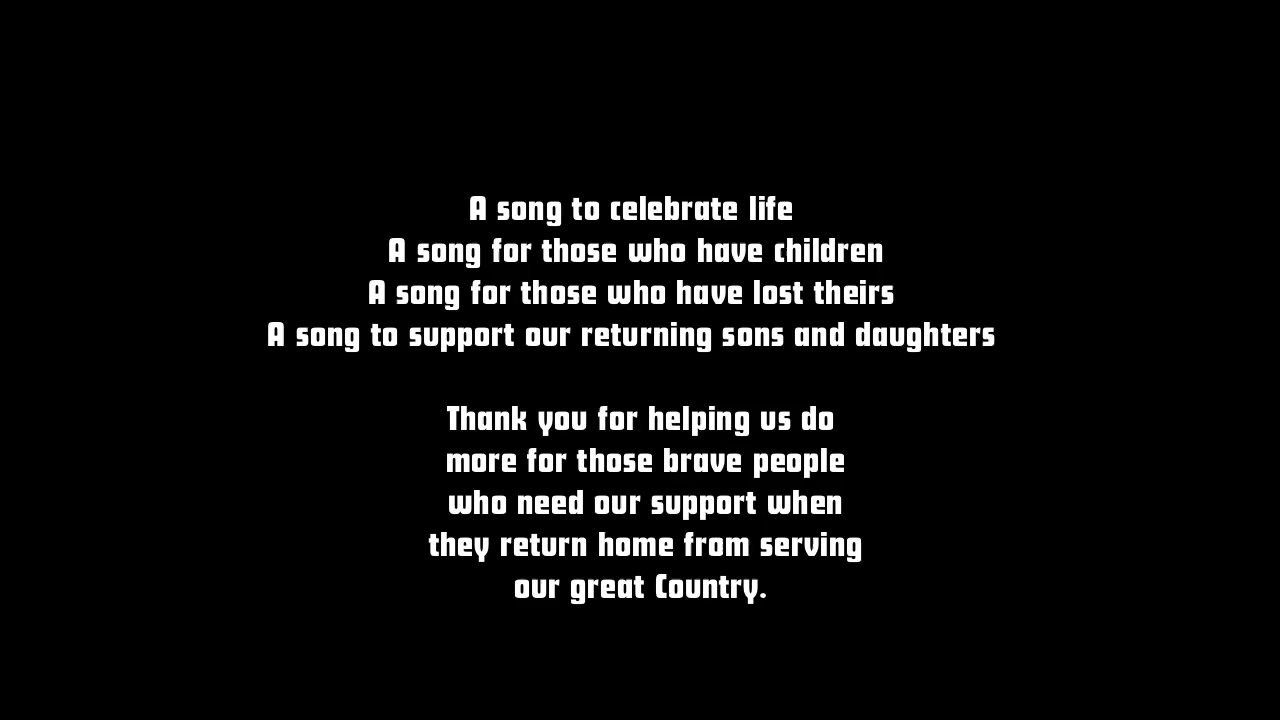 A song to celebrate life
A song for those who have children
A song for those who have lost theirs
A song to support our returning sons and daughters
Thank you for helping us do
more for those brave people
who need our support when
they return home from serving
our great Country.